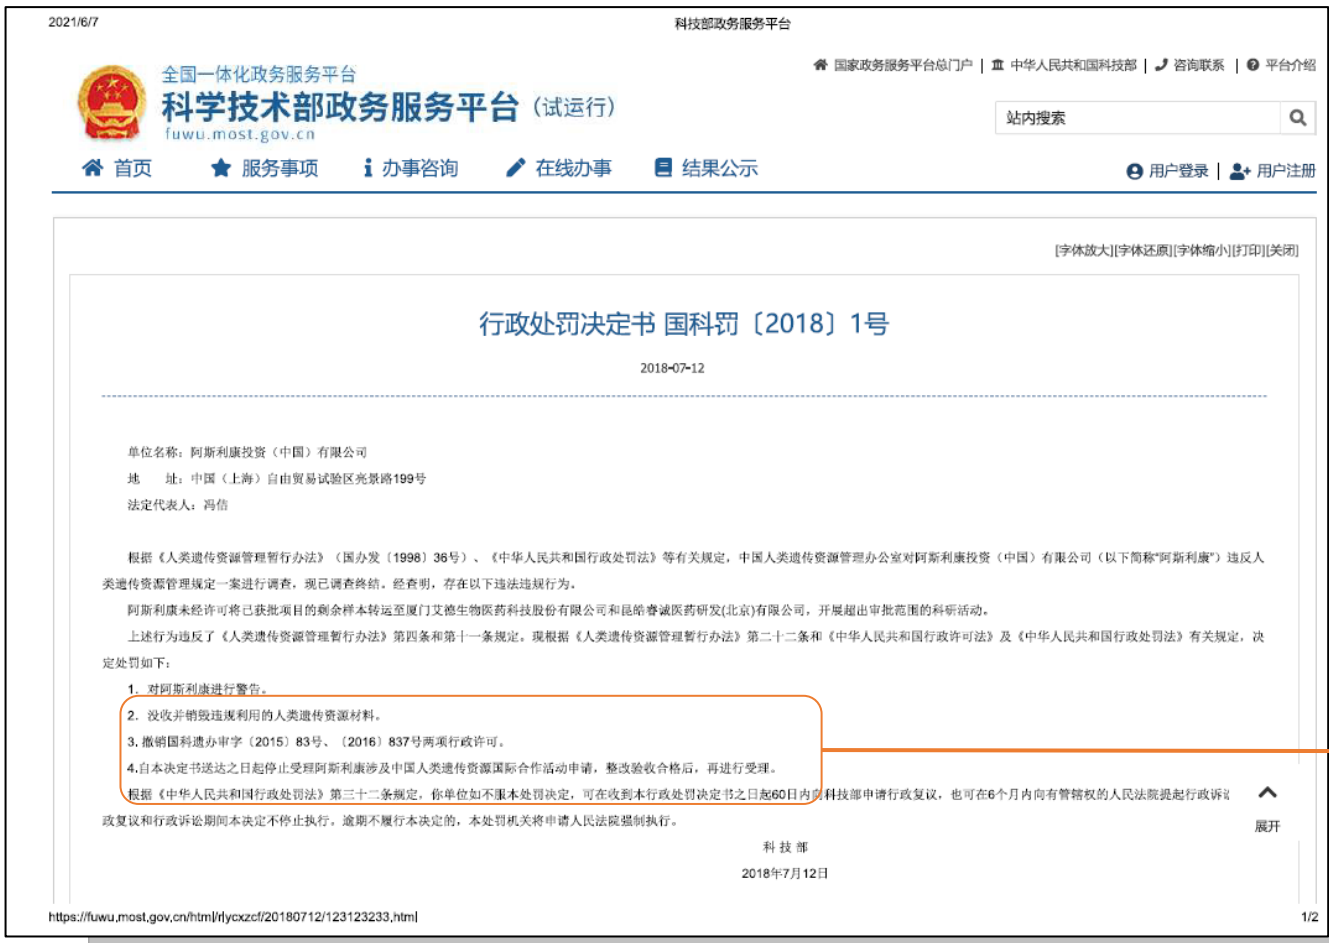 2021/6/7
科技部政务服务平台
国家政务服务平台总门户 | 中华人民共和国科技部 | 咨询联系 | 平台介绍
全国一体化政务服务平台
科学技术部政务服务平台（试运行）
fuwu.most.gov.cn
站内搜索
首页 服务事项 办事咨询 在线办事 结果公示
用户登录 | 用户注册
[字体放大][字体还原][字体缩小][打印][关闭]
行政处罚决定书 国科罚〔2018〕1号
2018-07-12
单位名称：阿斯利康投资（中国）有限公司
地 址：中国（上海）自由贸易试验区亮景路199号
法定代表人：冯佶
根据《人类遗传资源管理暂行办法》（国办发〔1998〕36号）、《中华人民共和国行政处罚法》等有关规定，中国人类遗传资源管理办公室对阿斯利康投资（中国）有限公司（以下简称“阿斯利康”）违反人
类遗传资源管理规定一案进行调查，现已调查终结。经查明，存在以下违法违规行为。
阿斯利康未经许可将已获批项目的剩余样本转运至厦门艾德生物医药科技股份有限公司和昆皓睿诚医药研发(北京)有限公司，开展超出审批范围的科研活动。
上述行为违反了《人类遗传资源管理暂行办法》第四条和第十一条规定。现根据《人类遗传资源管理暂行办法》第二十二条和《中华人民共和国行政许可法》及《中华人民共和国行政处罚法》有关规定，决
定处罚如下：
1. 对阿斯利康进行警告。
2. 没收并销毁违规利用的人类遗传资源材料。
3. 撤销国科遗办审字〔2015〕83号、〔2016〕837号两项行政许可。
4.自本决定书送达之日起停止受理阿斯利康涉及中国人类遗传资源国际合作活动申请，整改验收合格后，再进行受理。
根据《中华人民共和国行政处罚法》第三十二条规定，你单位如不服本处罚决定，可在收到本行政处罚决定书之日起60日内向科技部申请行政复议，也可在6个月内向有管辖权的人民法院提起行政诉
政复议和行政诉讼期间本决定不停止执行。逾期不履行本决定的，本处罚机关将申请人民法院强制执行。
展开
科 技 部
2018年7月12日
https://fuwu.most.gov.cn/html/rlycxzcf/20180712/123123233.html
1/2